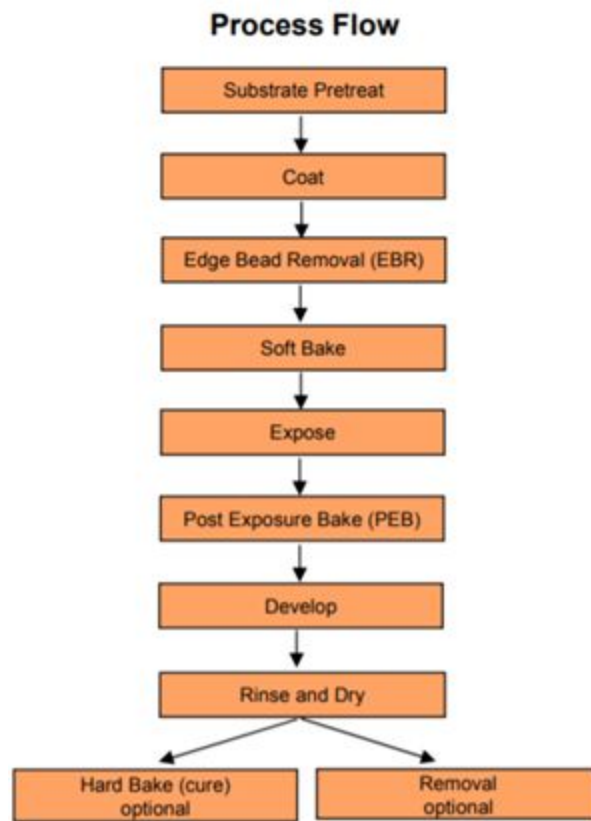 Process Flow
Substrate Pretreat
Coat
Edge Bead Removal (EBR)
Soft Bake
Expose
Post Exposure Bake (PEB)
Develop
Rinse and Dry
Hard Bake (cure)
optional
Removal
optional